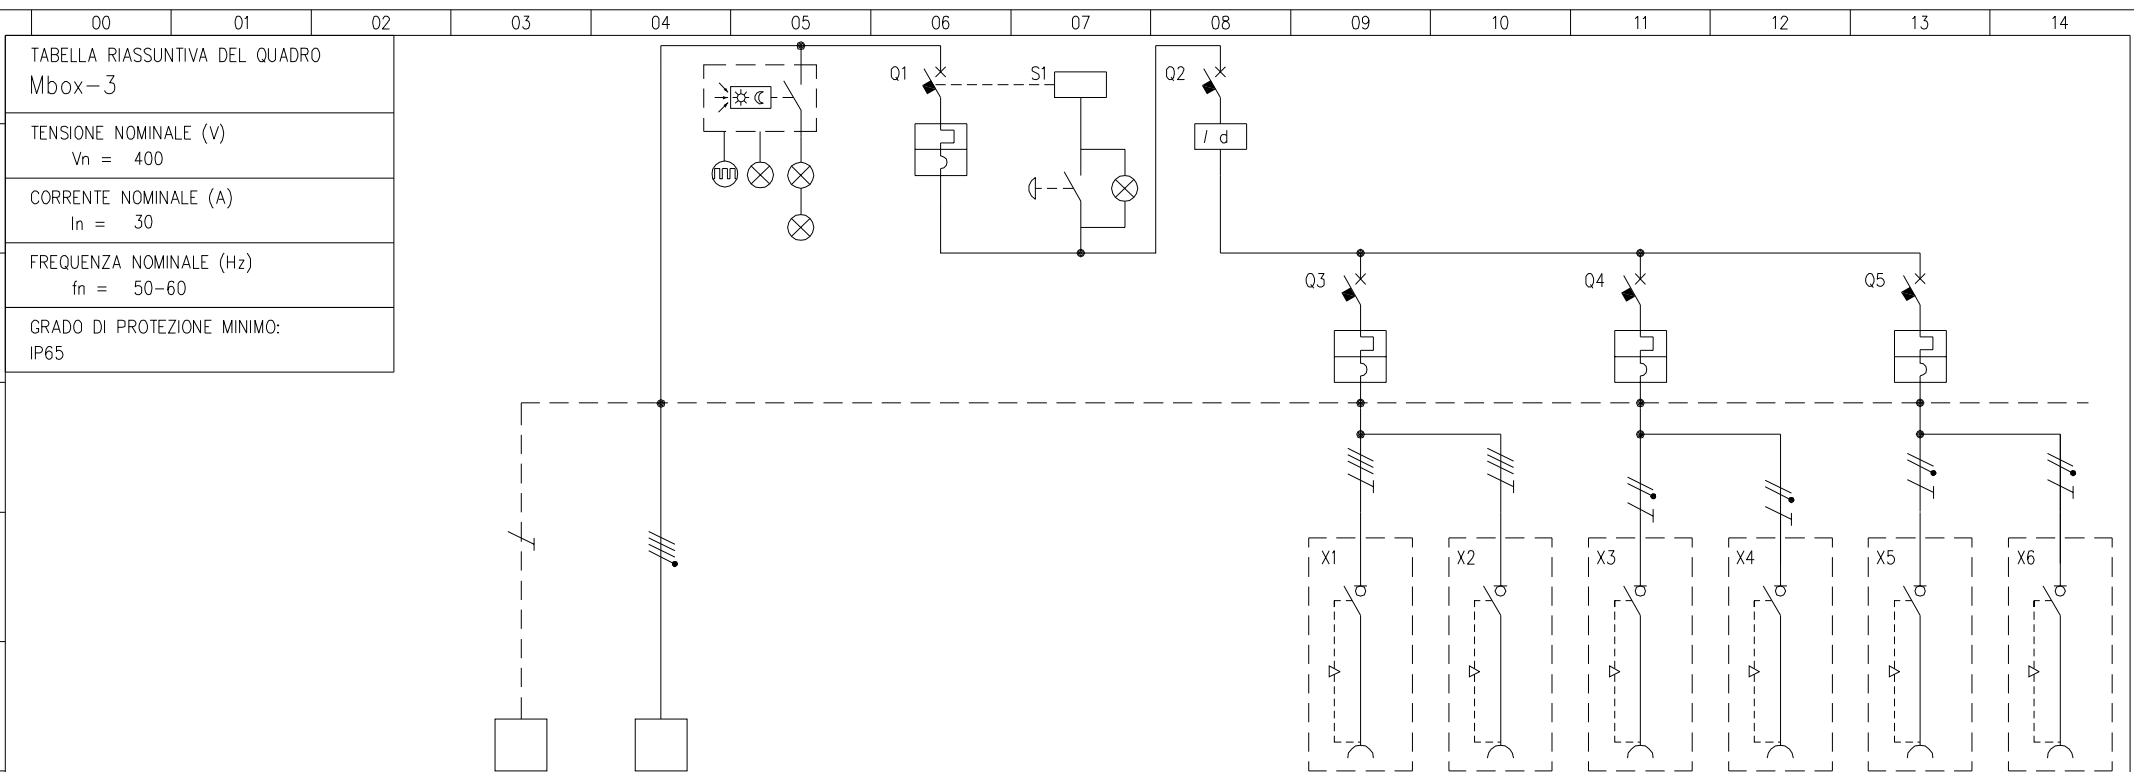 00 01 02 03 04 05 06 07 08 09 10 11 12 13 14
TABELLA RIASSUNTIVA DEL QUADRO
Mbox-3
TENSIONE NOMINALE (V)
Vn = 400
CORRENTE NOMINALE (A)
In = 30
FREQUENZA NOMINALE (Hz)
fn = 50-60
GRADO DI PROTEZIONE MINIMO:
IP65
Q1 S1 Q2
I d
Q3 Q4 Q5
X1 X2 X3 X4 X5 X6